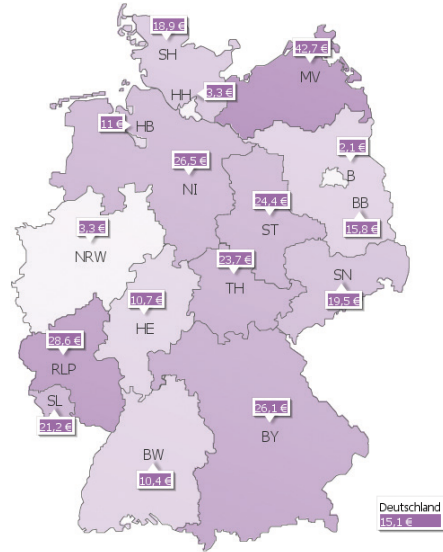 18,9 €
SH
42,7 €
MV
HH
3,3 €
11 €
HB
2,1 €
B
26,5 €
NI
24,4 €
ST
BB
15,8 €
3,3 €
NRW
23,7 €
TH
SN
19,5 €
10,7 €
HE
28,6 €
RLP
SL
21,2 €
26,1 €
BY
BW
10,4 €
Deutschland
15,1 €